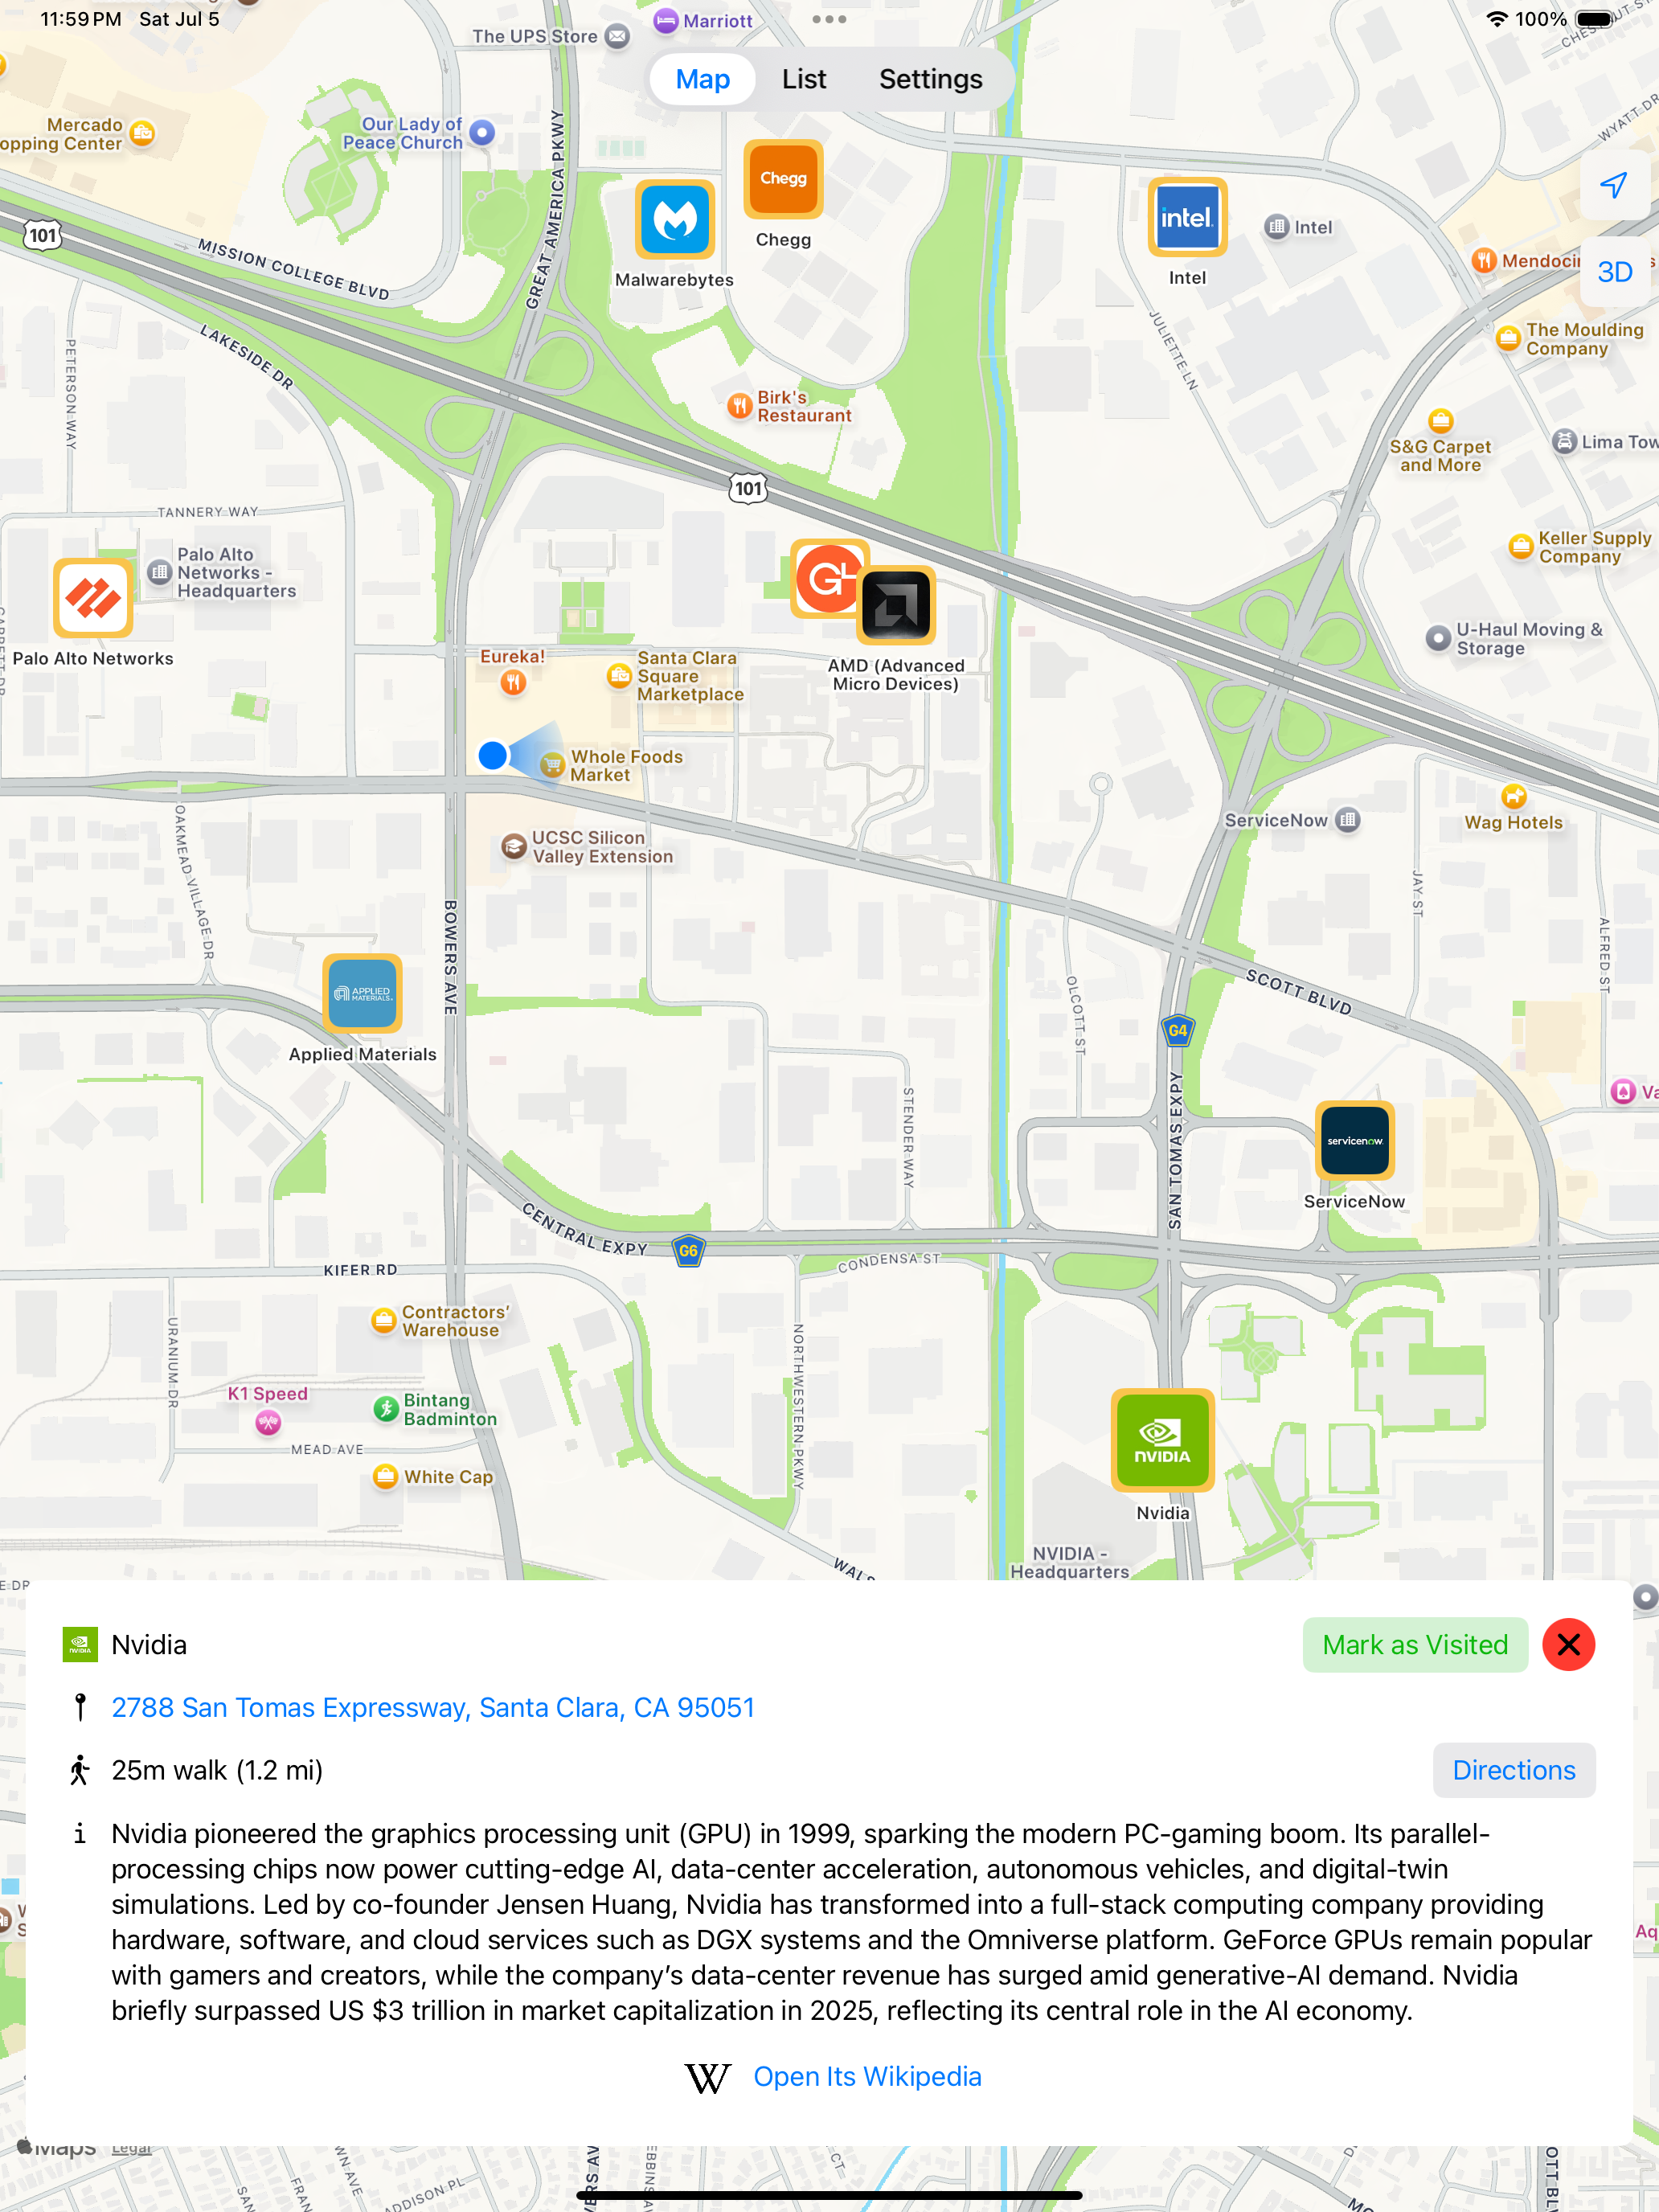 11:59 PM Sat Jul 5
100%
Map
List
Settings
3D
The UPS Store
Marriott
Mercado
opping Center
Our Lady of
Peace Church
GREAT AMERICA PKWY
WYATT DR
Chegg
Chegg
Malwarebytes
intel
Intel
Intel
101
MISSION COLLEGE BLVD
LAKESIDE DR
PETERSON WAY
JULIETTE LN
The Moulding
Company
Birk's
Restaurant
S&G Carpet
and More
101
TANNERY WAY
Palo Alto
Networks -
Headquarters
Palo Alto Networks
Keller Supply
Company
U-Haul Moving &
Storage
AMD (Advanced
Micro Devices)
Eureka!
Santa Clara
Square
Marketplace
Whole Foods
Market
UCSC Silicon
Valley Extension
OAKMEAD VILLAGE DR
BOWERS AVE
ServiceNow
Wag Hotels
JAY ST
ALFRED ST
SCOTT BLVD
OLCOTT ST
G4
APPLIED
MATERIALS
Applied Materials
STENDER WAY
SAN TOMAS EXPY
servicenow
ServiceNow
CENTRAL EXPY
G6
CONDENSA ST
KIFER RD
Contractors'
Warehouse
URANIUM DR
K1 Speed
Bintang
Badminton
MEAD AVE
White Cap
NORTHWESTERN PKWY
NVIDIA
Nvidia
NVIDIA -
Headquarters
Nvidia
Mark as Visited
2788 San Tomas Expressway, Santa Clara, CA 95051
25m walk (1.2 mi)
Directions
Nvidia pioneered the graphics processing unit (GPU) in 1999, sparking the modern PC-gaming boom. Its parallel-
processing chips now power cutting-edge AI, data-center acceleration, autonomous vehicles, and digital-twin
simulations. Led by co-founder Jensen Huang, Nvidia has transformed into a full-stack computing company providing
hardware, software, and cloud services such as DGX systems and the Omniverse platform. GeForce GPUs remain popular
with gamers and creators, while the company’s data-center revenue has surged amid generative-AI demand. Nvidia
briefly surpassed US $3 trillion in market capitalization in 2025, reflecting its central role in the AI economy.
W
Open Its Wikipedia
Maps
Legal